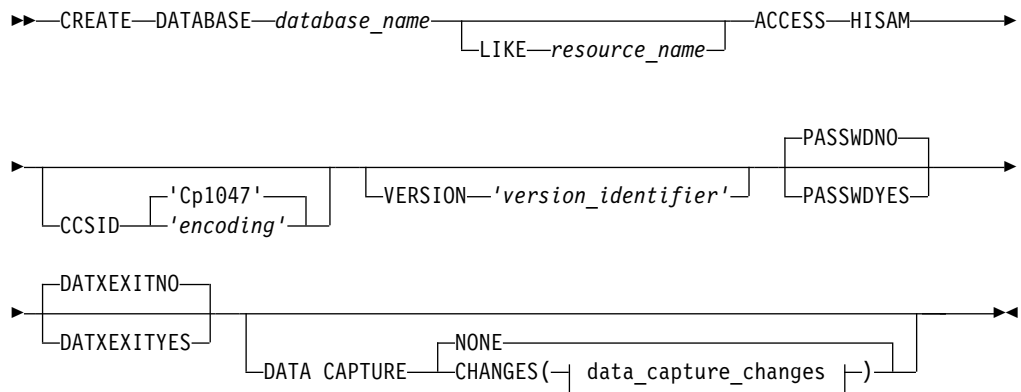 CREATE DATABASE database_name ACCESS HISAM
LIKE resource_name
PASSWDNO
'Cp1047' VERSION 'version_identifier' PASSWDYES
CCSID 'encoding'
DATXEXITNO
DATXEXITYES NONE
DATA CAPTURE CHANGES( data_capture_changes )